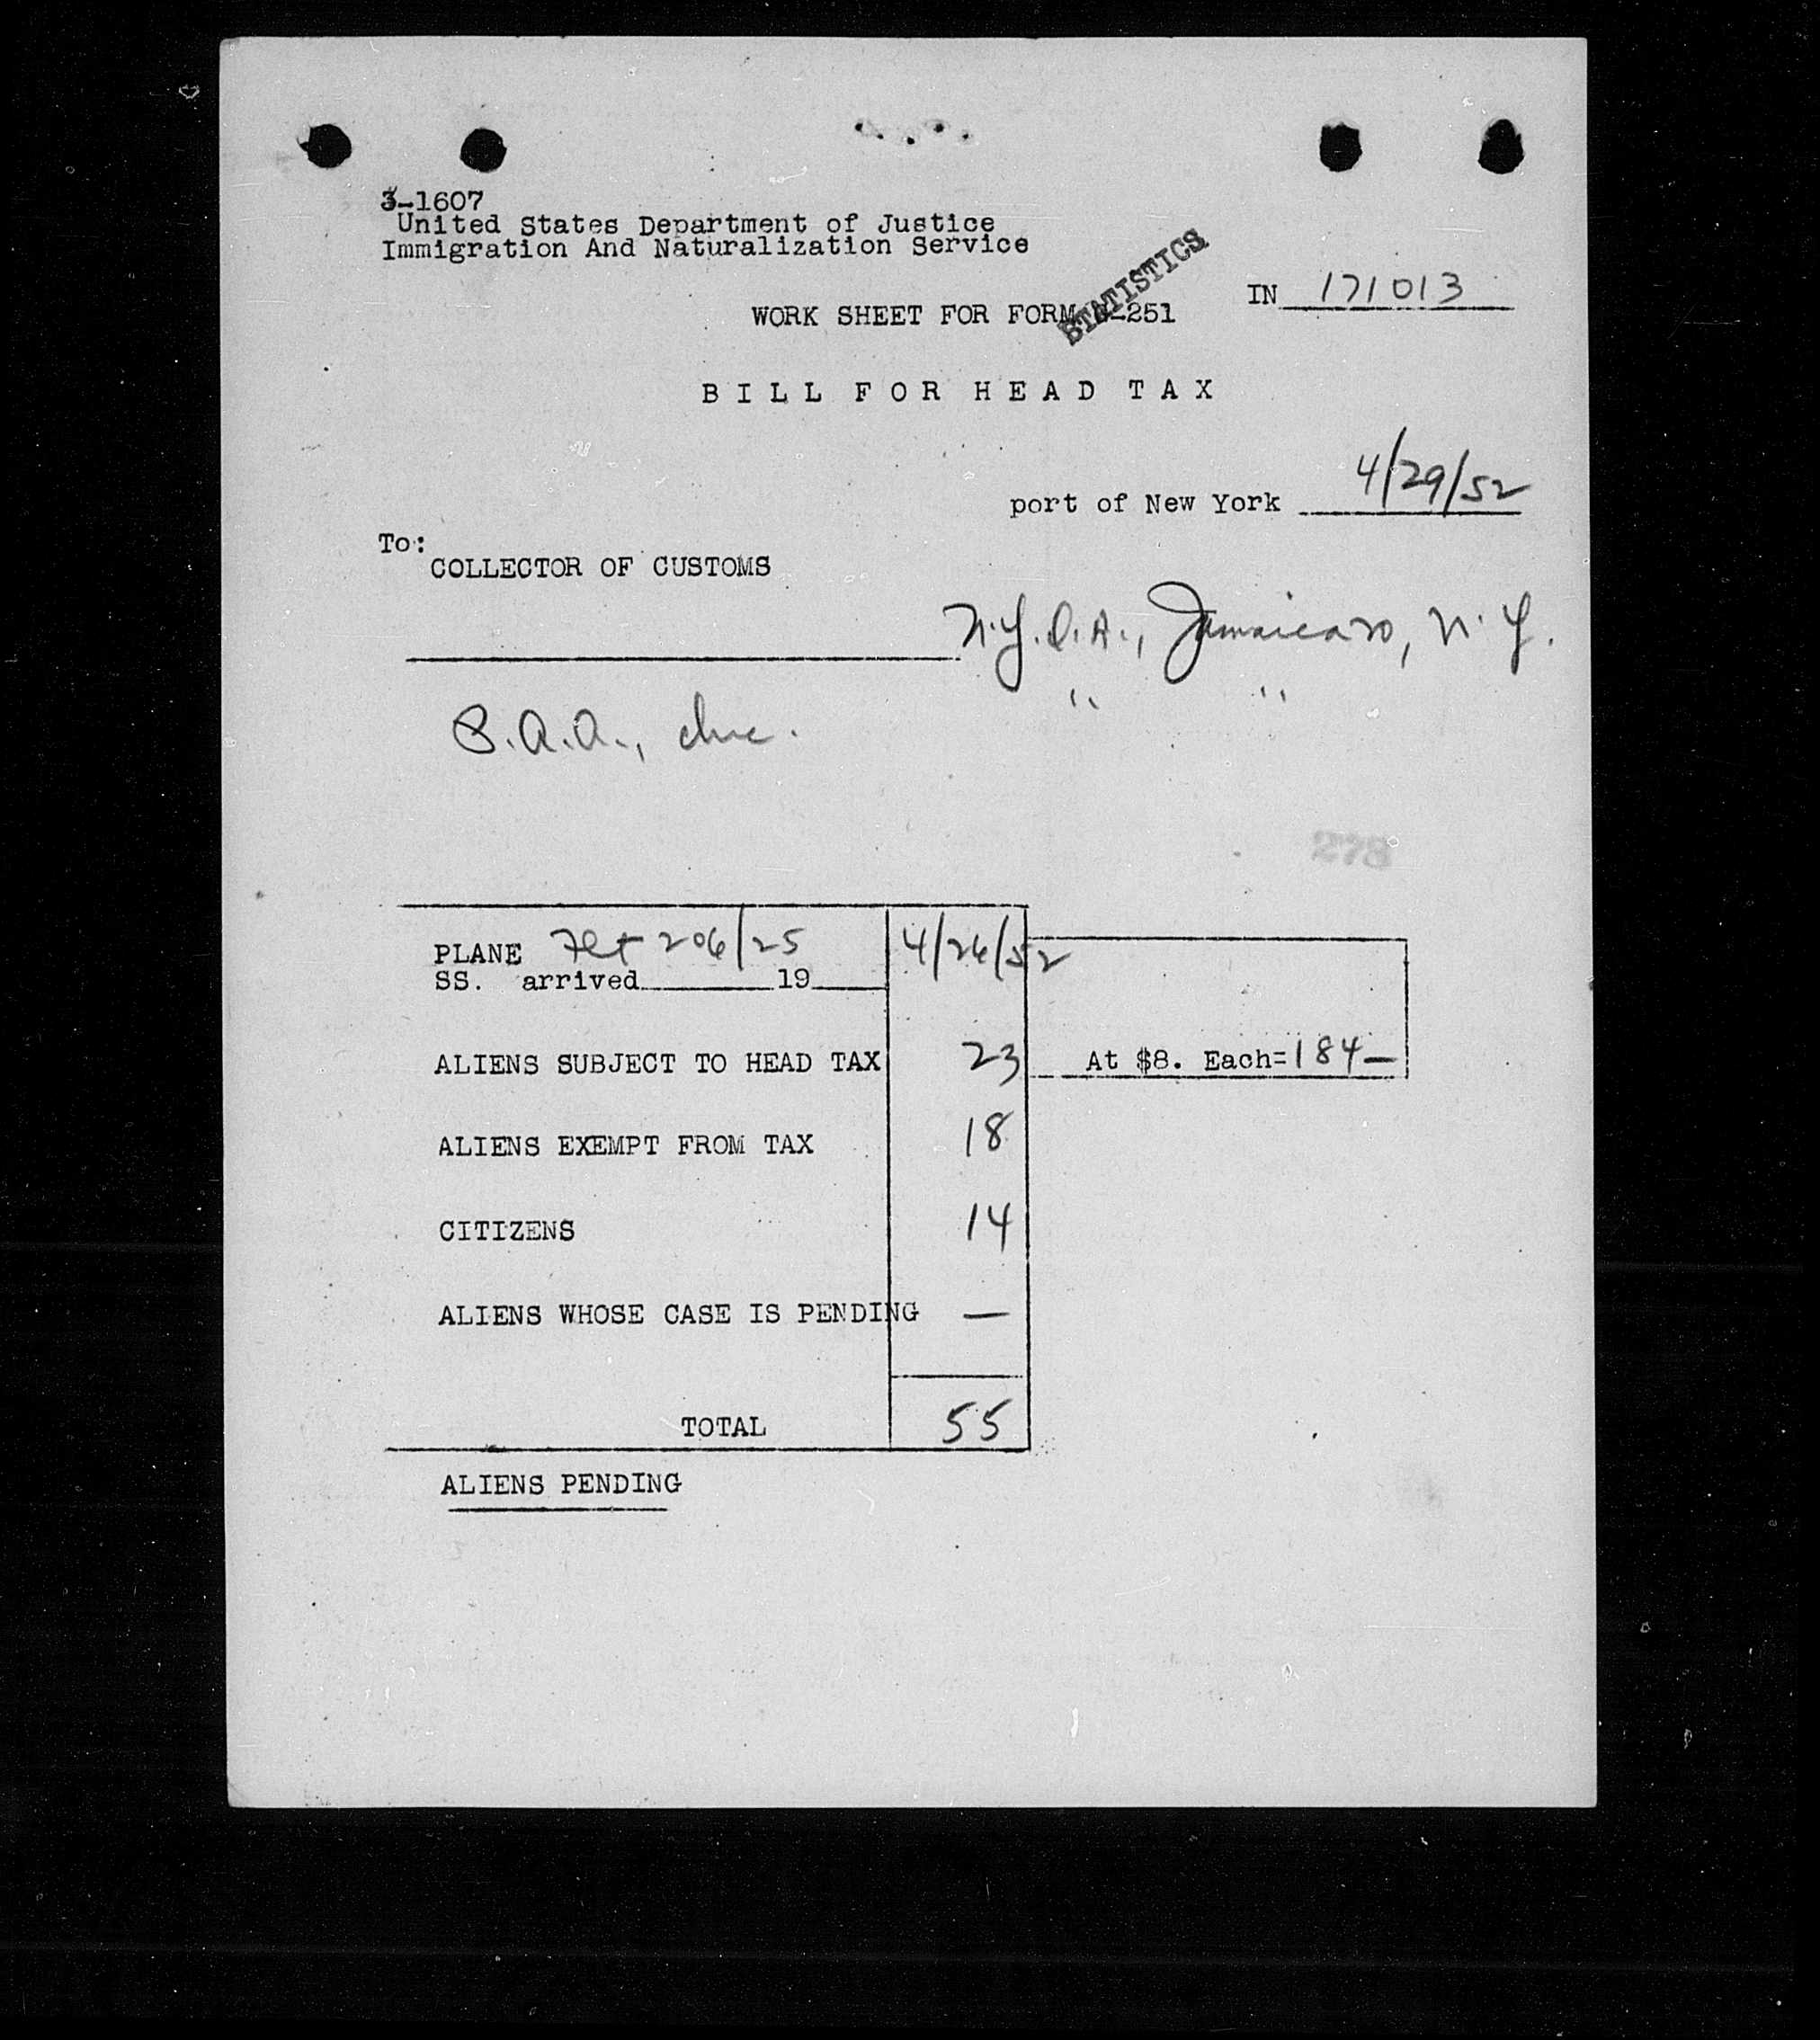 3-1607
United States Department of Justice
Immigration And Naturalization Service
STATISTICS
IN 171013
WORK SHEET FOR FORM -251
BILL FOR HEAD TAX
port of New York 4/29/52
To:
COLLECTOR OF CUSTOMS
N.Y. N.Y.
" "
P.A.A., Inc.
278
PLANE Flt 206/25 4/26/52
SS. arrived 19
ALIENS SUBJECT TO HEAD TAX 23 At $8. Each=184—
ALIENS EXEMPT FROM TAX 18
CITIZENS 14
ALIENS WHOSE CASE IS PENDING —
TOTAL 55
ALIENS PENDING